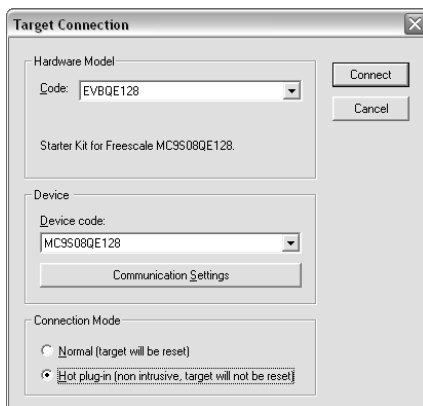 Target Connection
Hardware Model
Code: EVBQE128
Connect
Cancel
Starter Kit for Freescale MC9S08QE128.
Device
Device code:
MC9S08QE128
Communication Settings
Connection Mode
Normal (target will be reset)
Hot plug-in (non intrusive, target will not be reset)